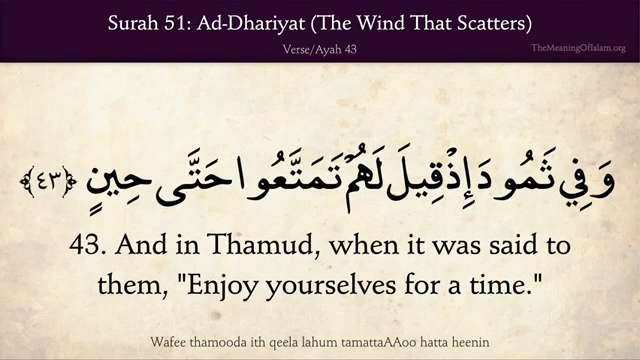 Surah 51: Ad-Dhariyat (The Wind That Scatters)
Verse/Ayah 43
TheMeaningOfIslam.org
وَفِي ثَمُودَ إِذْ قِيلَ لَهُمْ تَمَتَّعُوا حَتَّى حِينٍ ﴿٤٣﴾
43. And in Thamud, when it was said to
them, "Enjoy yourselves for a time."
Wafee thamooda ith qeela lahum tamattaAAoo hatta heenin